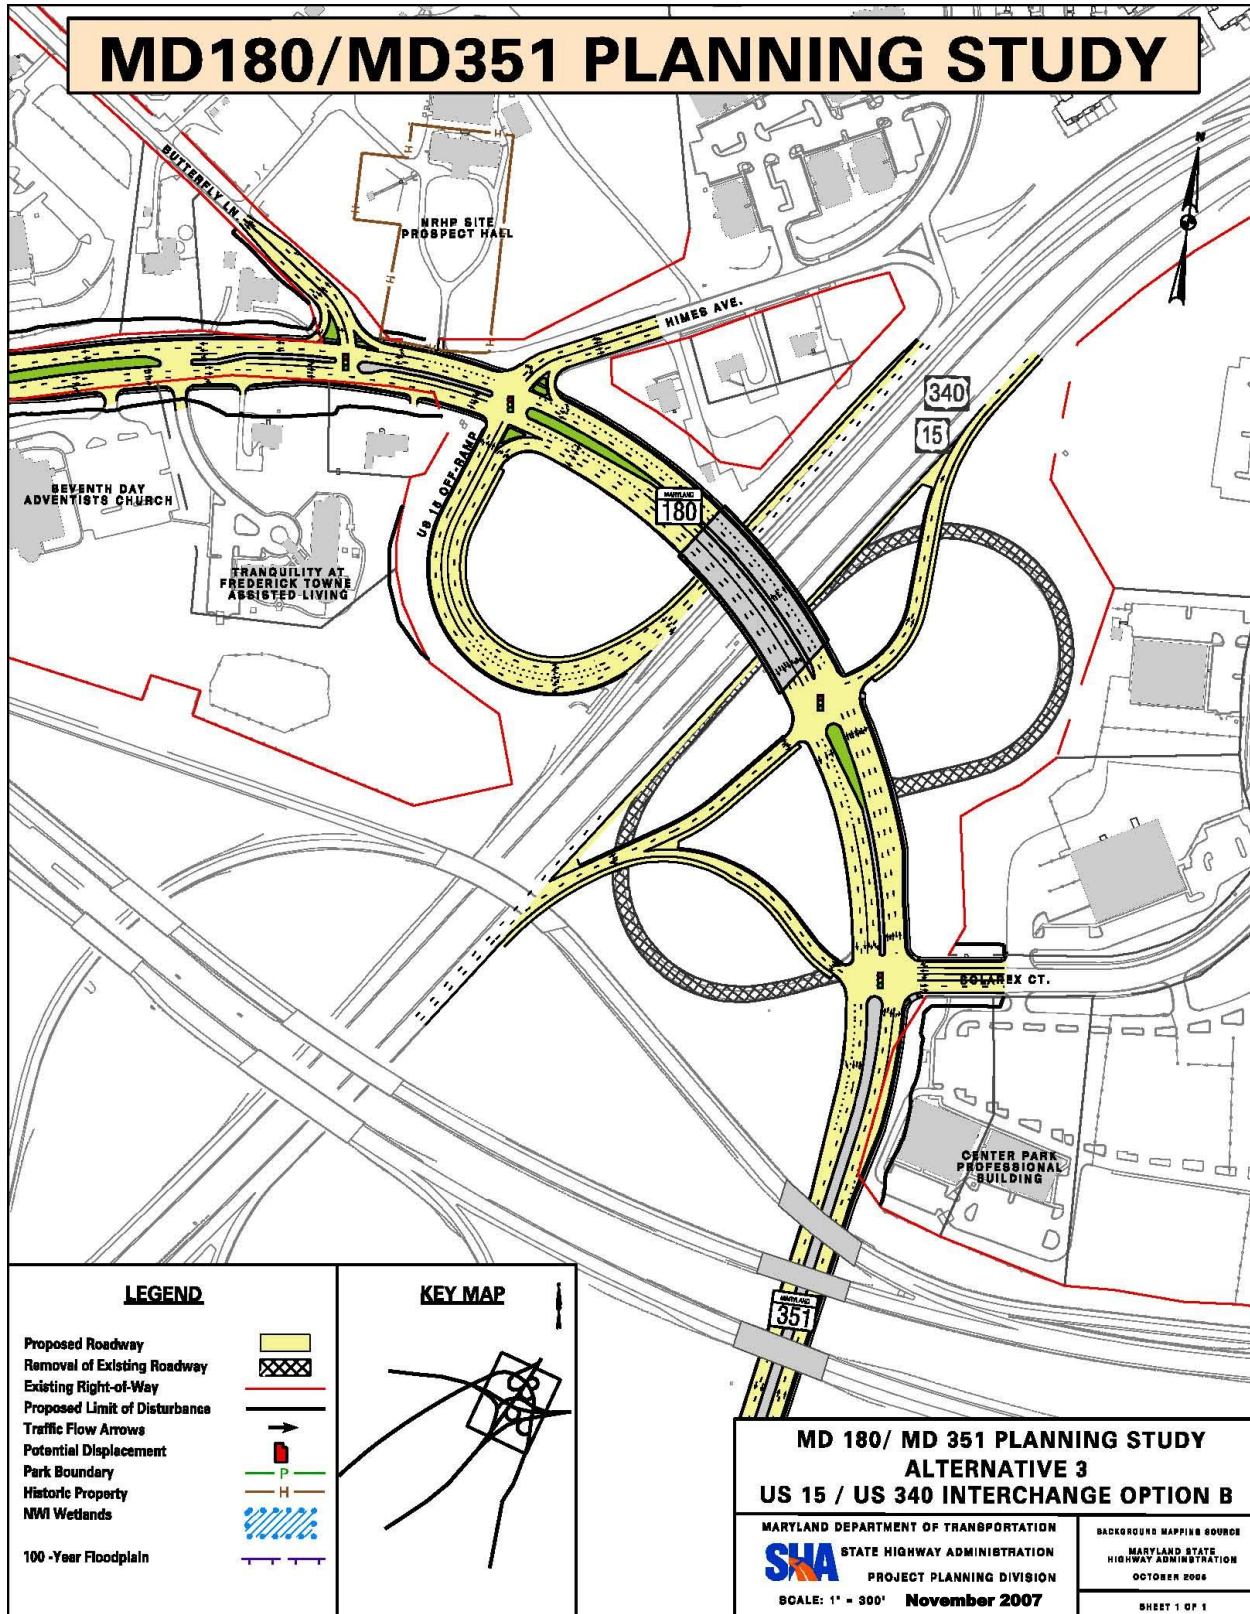 MD180/MD351 PLANNING STUDY
BUTTERFLY LN.
NRHP SITE
PROSPECT HALL
N
HIMES AVE.
340
15
SEVENTH DAY
ADVENTISTS CHURCH
US 15 OFF-RAMP
MARYLAND
180
TRANQUILITY AT
FREDERICK TOWNE
ASSISTED LIVING
SOLAREX CT.
CENTER PARK
PROFESSIONAL
BUILDING
MARYLAND
351
LEGEND
Proposed Roadway
Removal of Existing Roadway
Existing Right-of-Way
Proposed Limit of Disturbance
Traffic Flow Arrows
Potential Displacement
Park Boundary
P
Historic Property
H
NWI Wetlands
100 -Year Floodplain
KEY MAP
MD 180/ MD 351 PLANNING STUDY
ALTERNATIVE 3
US 15 / US 340 INTERCHANGE OPTION B
MARYLAND DEPARTMENT OF TRANSPORTATION
SHA STATE HIGHWAY ADMINISTRATION
PROJECT PLANNING DIVISION
SCALE: 1" = 300' November 2007
BACKGROUND MAPPING SOURCE
MARYLAND STATE
HIGHWAY ADMINISTRATION
OCTOBER 2006
SHEET 1 OF 1